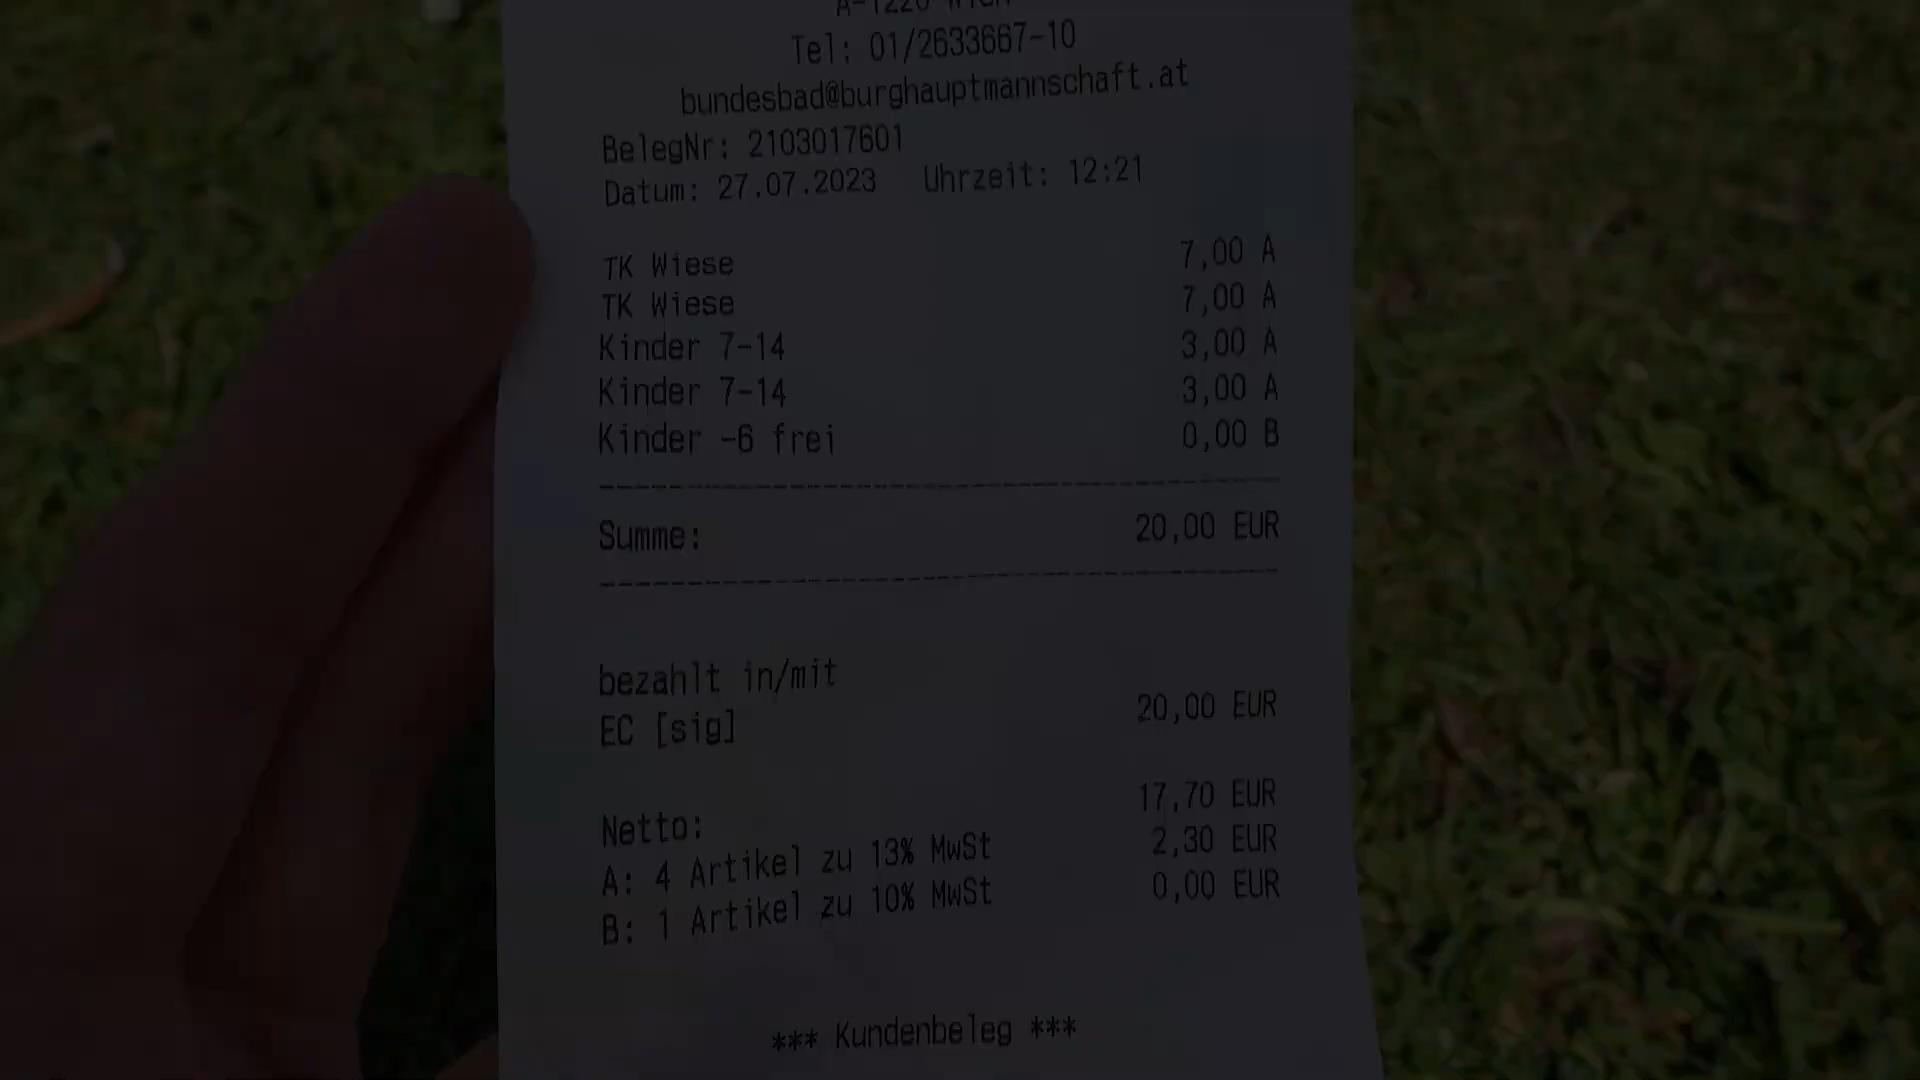 A-1220 Wien
Tel: 01/2633667-10
bundesbad@burghauptmannschaft.at
BelegNr: 2103017601
Datum: 27.07.2023 Uhrzeit: 12:21
TK Wiese 7,00 A
TK Wiese 7,00 A
Kinder 7-14 3,00 A
Kinder 7-14 3,00 A
Kinder -6 frei 0,00 B
Summe: 20,00 EUR
bezahlt in/mit
EC [sig] 20,00 EUR
Netto: 17,70 EUR
A: 4 Artikel zu 13% MwSt 2,30 EUR
B: 1 Artikel zu 10% MwSt 0,00 EUR
*** Kundenbeleg ***